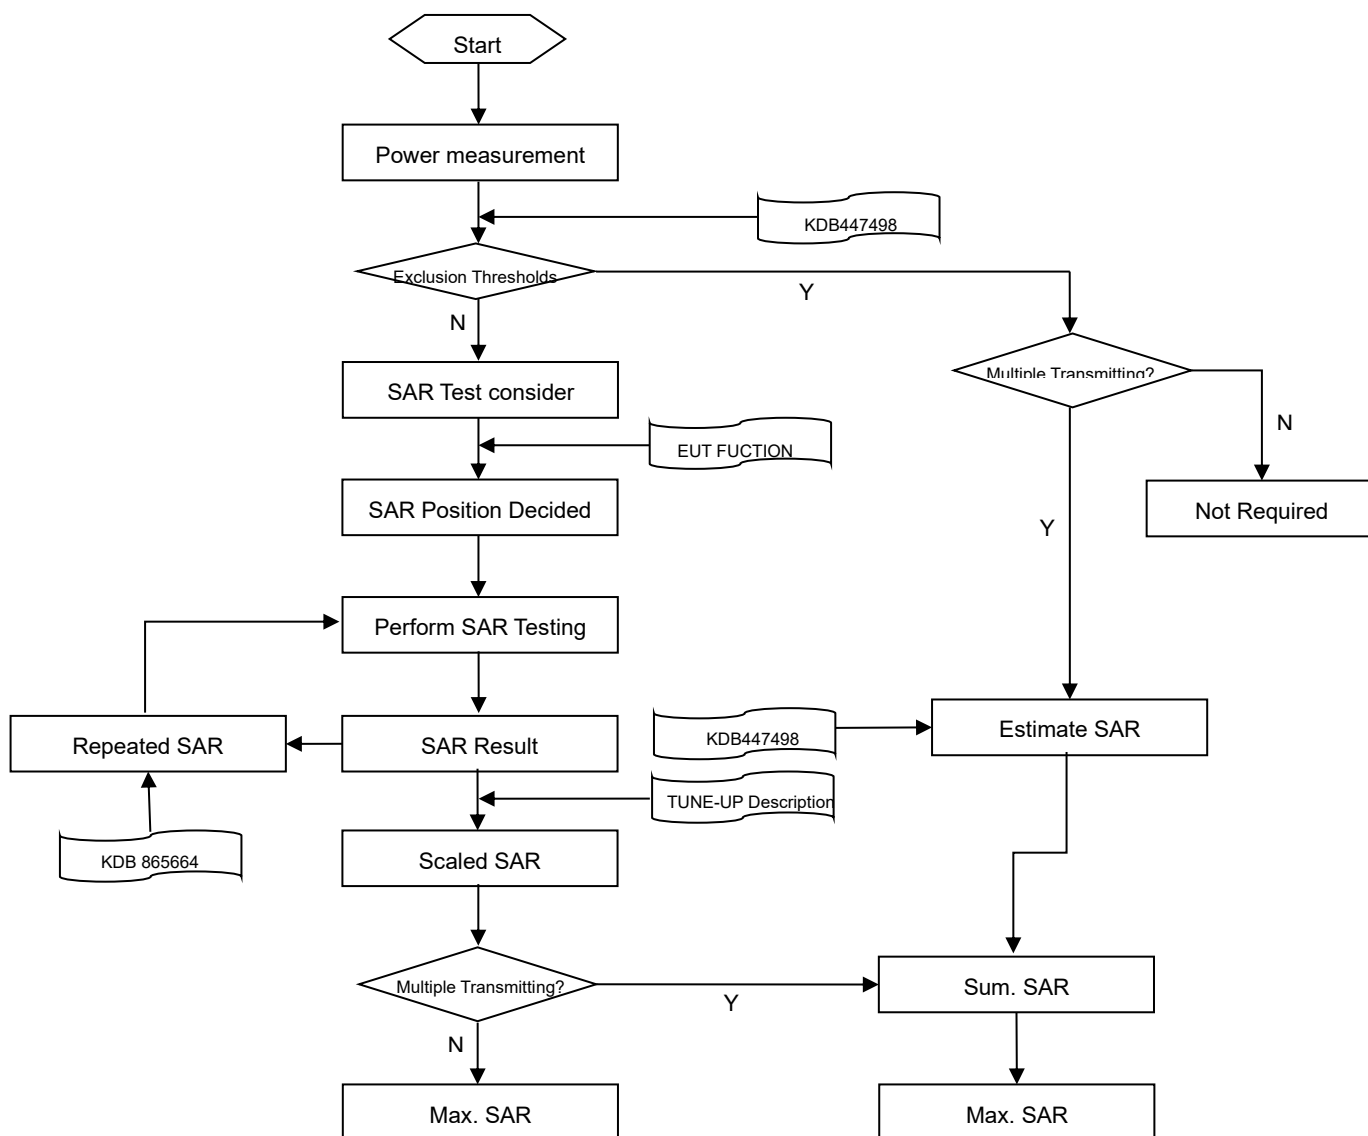 Start
Power measurement
KDB447498
Exclusion Thresholds
Y
N
Multiple Transmitting?
SAR Test consider
N
EUT FUCTION
SAR Position Decided
Not Required
Y
Perform SAR Testing
Repeated SAR
SAR Result
KDB447498
Estimate SAR
TUNE-UP Description
KDB 865664
Scaled SAR
Multiple Transmitting?
Y
Sum. SAR
N
Max. SAR
Max. SAR